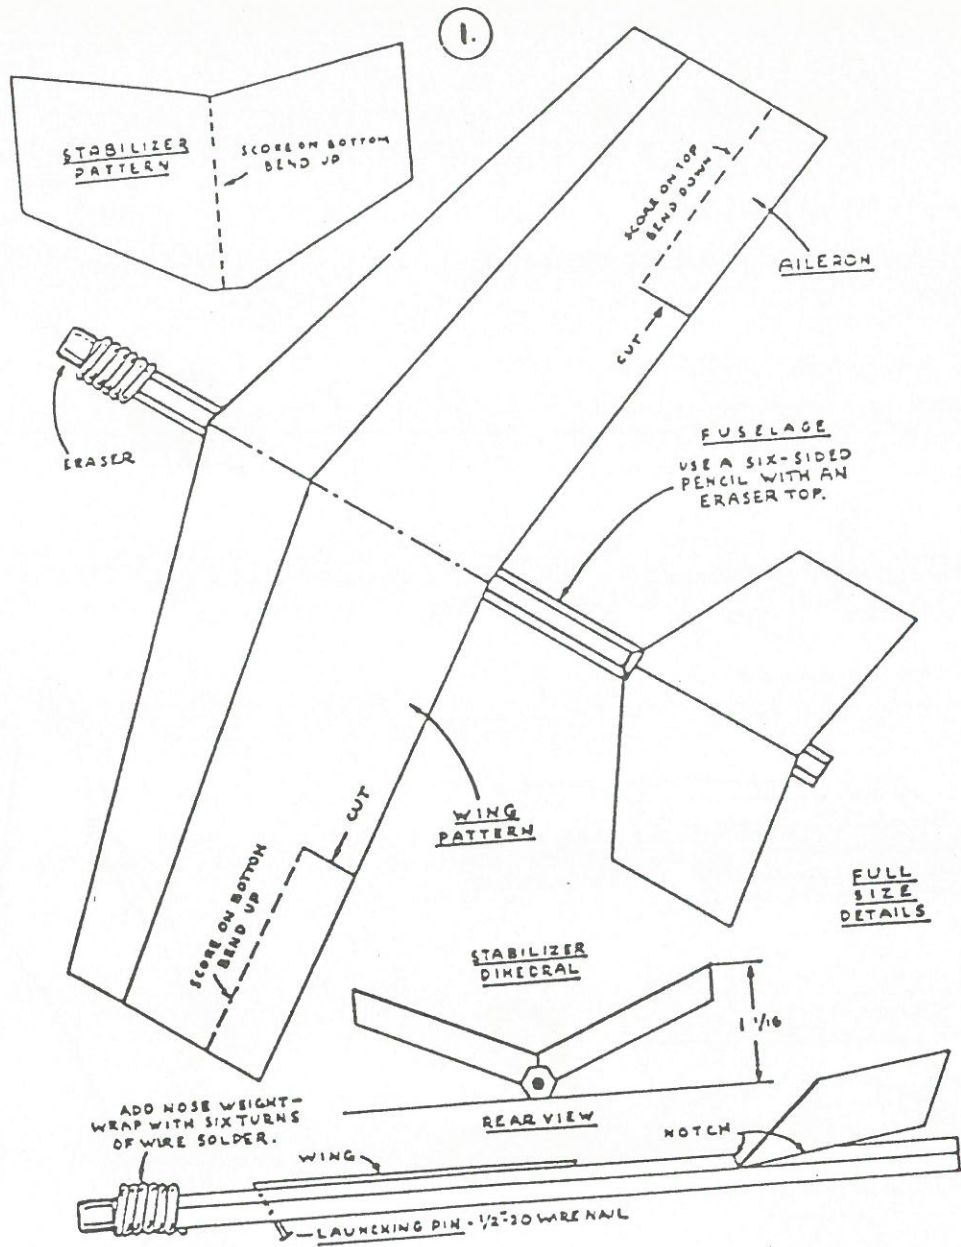 1.
STABILIZER
PATTERN
SCORE ON BOTTOM
BEND UP
SCORE ON TOP
BEND DOWN
AILERON
CUT
ERASER
FUSELAGE
USE A SIX-SIDED
PENCIL WITH AN
ERASER TOP.
WING
PATTERN
CUT
SCORE ON BOTTOM
BEND UP
FULL
SIZE
DETAILS
STABILIZER
DIHEDRAL
1 1/16
REAR VIEW
ADD NOSE WEIGHT-
WRAP WITH SIX TURNS
OF WIRE SOLDER.
NOTCH
WING
LAUNCHING PIN - 1/2"-20 WIRE NAIL